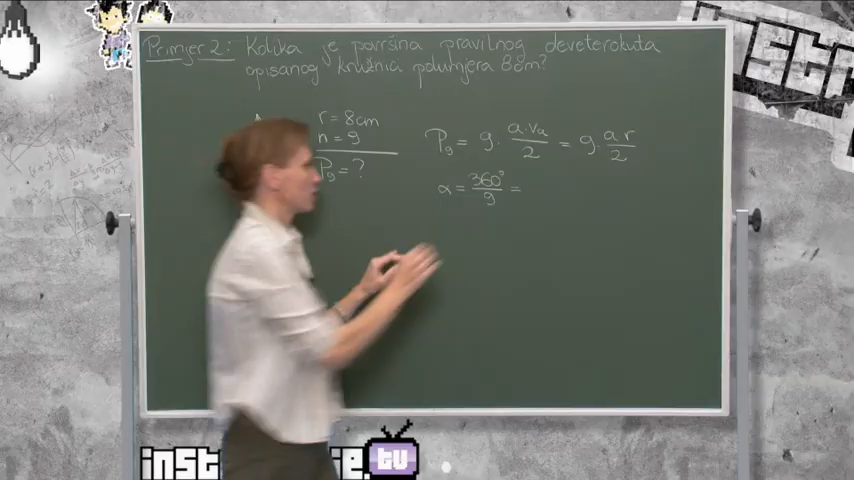 Primjer 2: Kolika je površina pravilnog deveterokuta
opisanog kružnici polumjera 8cm?
r = 8cm
n = 9
P₉ = ?
P₉ = 9 · a·vₐ/2 = 9 · a r/2
α = 360°/9 =
tv